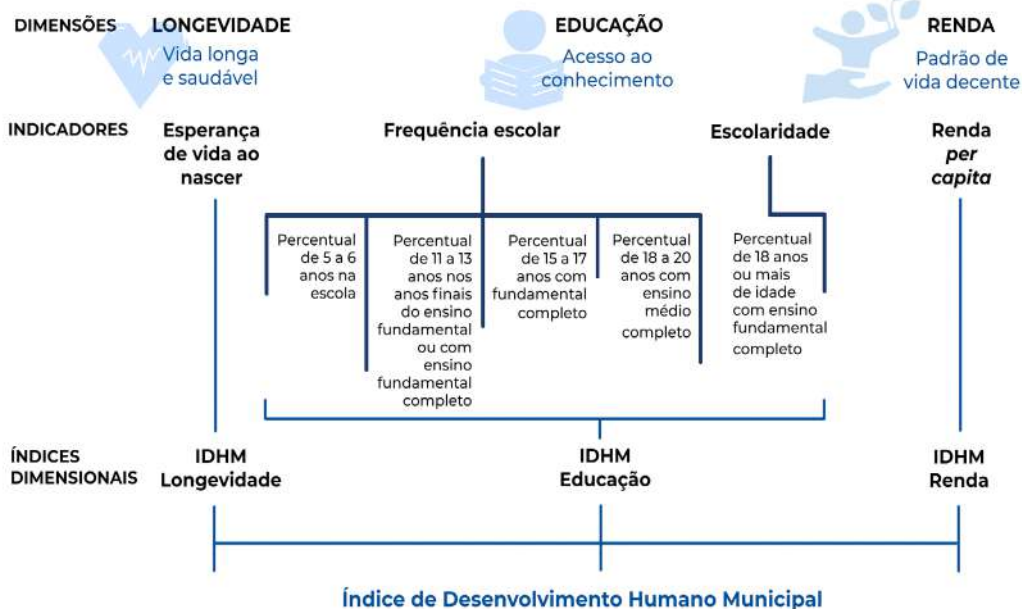 DIMENSÕES
LONGEVIDADE
Vida longa
e saudável
EDUCAÇÃO
Acesso ao
conhecimento
RENDA
Padrão de
vida decente
INDICADORES
Esperança
de vida ao
nascer
Frequência escolar
Escolaridade
Renda
per
capita
Percentual
de 5 a 6
anos na
escola
Percentual
de 11 a 13
anos nos
anos finais
do ensino
fundamental
ou com
ensino
fundamental
completo
Percentual
de 15 a 17
anos com
fundamental
completo
Percentual
de 18 a 20
anos com
ensino
médio
completo
Percentual
de 18 anos
ou mais
de idade
com ensino
fundamental
completo
ÍNDICES
DIMENSIONAIS
IDHM
Longevidade
IDHM
Educação
IDHM
Renda
Índice de Desenvolvimento Humano Municipal